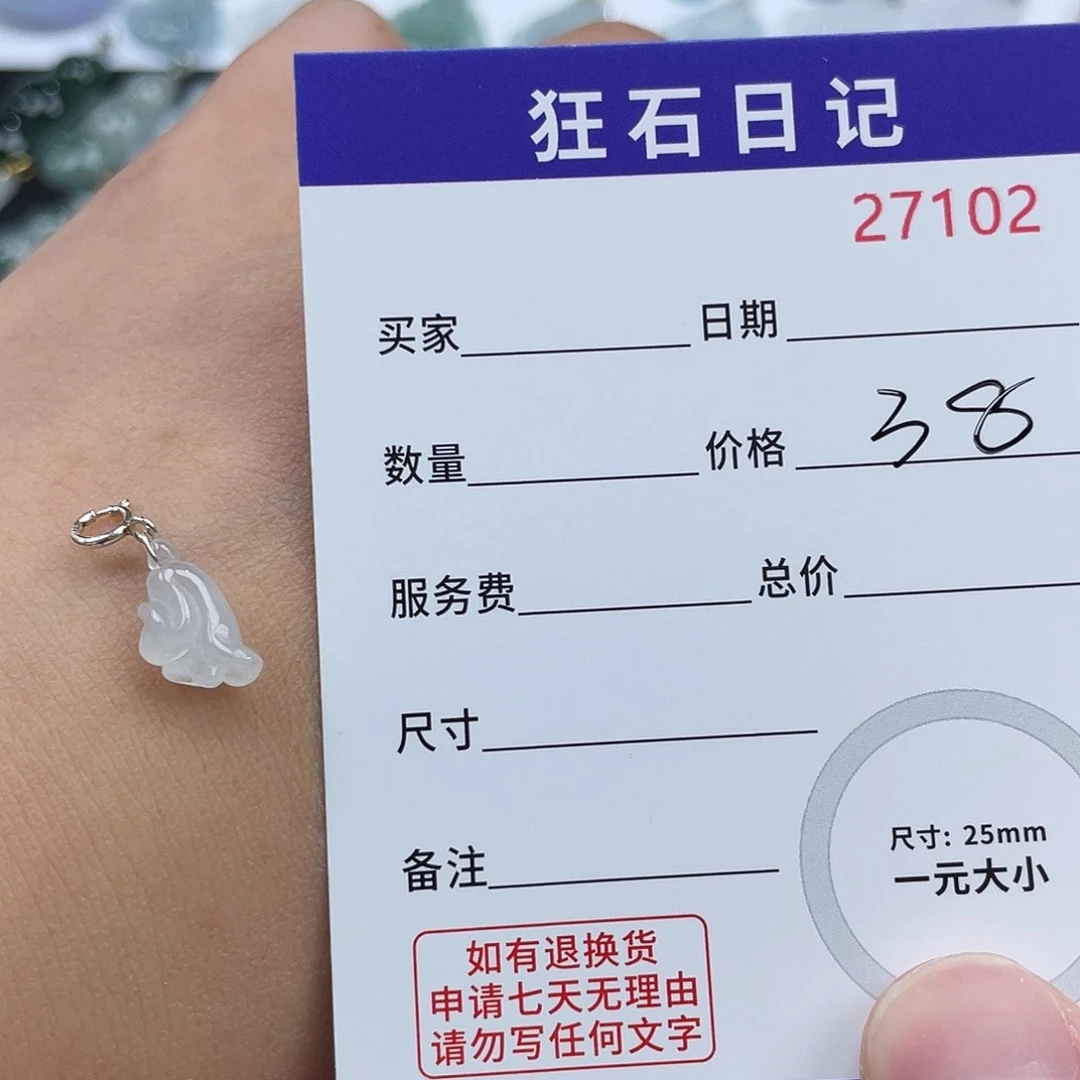 狂石日记
27102
买家 日期
数量 价格 38
服务费 总价
尺寸
尺寸: 25mm
一元大小
备注
如有退换货
申请七天无理由
请勿写任何文字